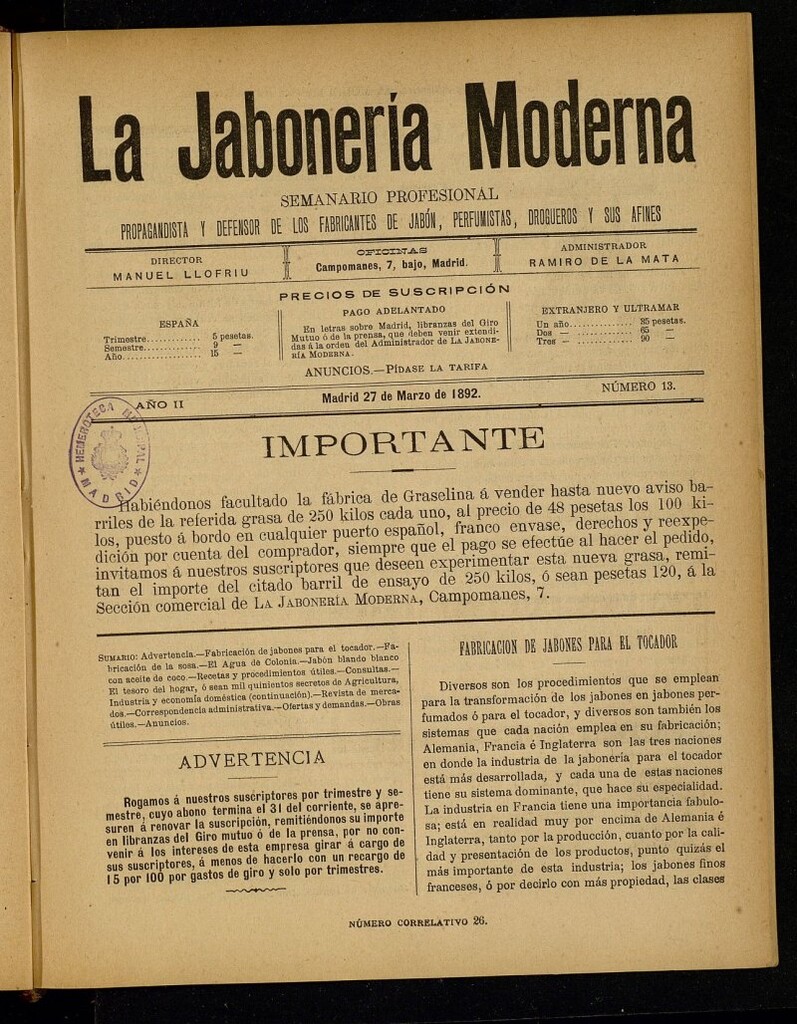 La Jabonería Moderna
SEMANARIO PROFESIONAL
PROPAGANDISTA Y DEFENSOR DE LOS FABRICANTES DE JABÓN, PERFUMISTAS, DROGUEROS Y SUS AFINES
DIRECTOR
MANUEL LLOFRIU
OFICINAS
Campomanes, 7, bajo, Madrid.
ADMINISTRADOR
RAMIRO DE LA MATA
PRECIOS DE SUSCRIPCIÓN
ESPAÑA
Trimestre........... 5 pesetas.
Semestre........... 9 —
Año................. 15 —
PAGO ADELANTADO
En letras sobre Madrid, libranzas del Giro
Mutuo ó de la prensa, que deben venir extendi-
das á la orden del Administrador de LA JABONE-
RÍA MODERNA.
EXTRANJERO Y ULTRAMAR
Un año.............. 35 pesetas.
Dos — .............. 65 —
Tres — .............. 90 —
ANUNCIOS.—PÍDASE LA TARIFA
AÑO II
Madrid 27 de Marzo de 1892.
NÚMERO 13.
HEMEROTECA MUNICIPAL
MADRID
IMPORTANTE
Habiéndonos facultado la fábrica de Graselina á vender hasta nuevo aviso ba-
rriles de la referida grasa de 250 kilos cada uno, al precio de 48 pesetas los 100 ki-
los, puesto á bordo en cualquier puerto español, franco envase, derechos y reexpe-
dición por cuenta del comprador, siempre que el pago se efectúe al hacer el pedido,
invitamos á nuestros suscriptores que deseen experimentar esta nueva grasa, remi-
tan el importe del citado barril de ensayo de 250 kilos, ó sean pesetas 120, á la
Sección comercial de LA JABONERÍA MODERNA, Campomanes, 7.
SUMARIO: Advertencia.—Fabricación de jabones para el tocador.—Fa-
bricación de la sosa.—El Agua de Colonia.—Jabón blando blanco
con aceite de coco.—Recetas y procedimientos útiles.—Consultas.—
El tesoro del hogar, ó sean mil quinientos secretos de Agricultura,
Industria y economía doméstica (continuación).—Revista de merca-
dos.—Correspondencia administrativa.—Ofertas y demandas.—Obras
útiles.—Anuncios.
ADVERTENCIA
Rogamos á nuestros suscriptores por trimestre y se-
mestre, cuyo abono termina el 31 del corriente, se apre-
suren á renovar la suscripción, remitiéndonos su importe
en libranzas del Giro mutuo ó de la prensa, por no con-
venir á los intereses de esta empresa girar á cargo de
sus suscriptores, á menos de hacerlo con un recargo de
15 por 100 por gastos de giro y solo por trimestres.
FABRICACION DE JABONES PARA EL TOCADOR
Diversos son los procedimientos que se emplean
para la transformación de los jabones en jabones per-
fumados ó para el tocador, y diversos son también los
sistemas que cada nación emplea en su fabricación;
Alemania, Francia é Inglaterra son las tres naciones
en donde la industria de la jabonería para el tocador
está más desarrollada, y cada una de estas naciones
tiene su sistema dominante, que hace su especialidad.
La industria en Francia tiene una importancia fabulo-
sa; está en realidad muy por encima de Alemania é
Inglaterra, tanto por la producción, cuanto por la cali-
dad y presentación de los productos, punto quizás el
más importante de esta industria; los jabones finos
franceses, ó por decirlo con más propiedad, las clases
NÚMERO CORRELATIVO 26.